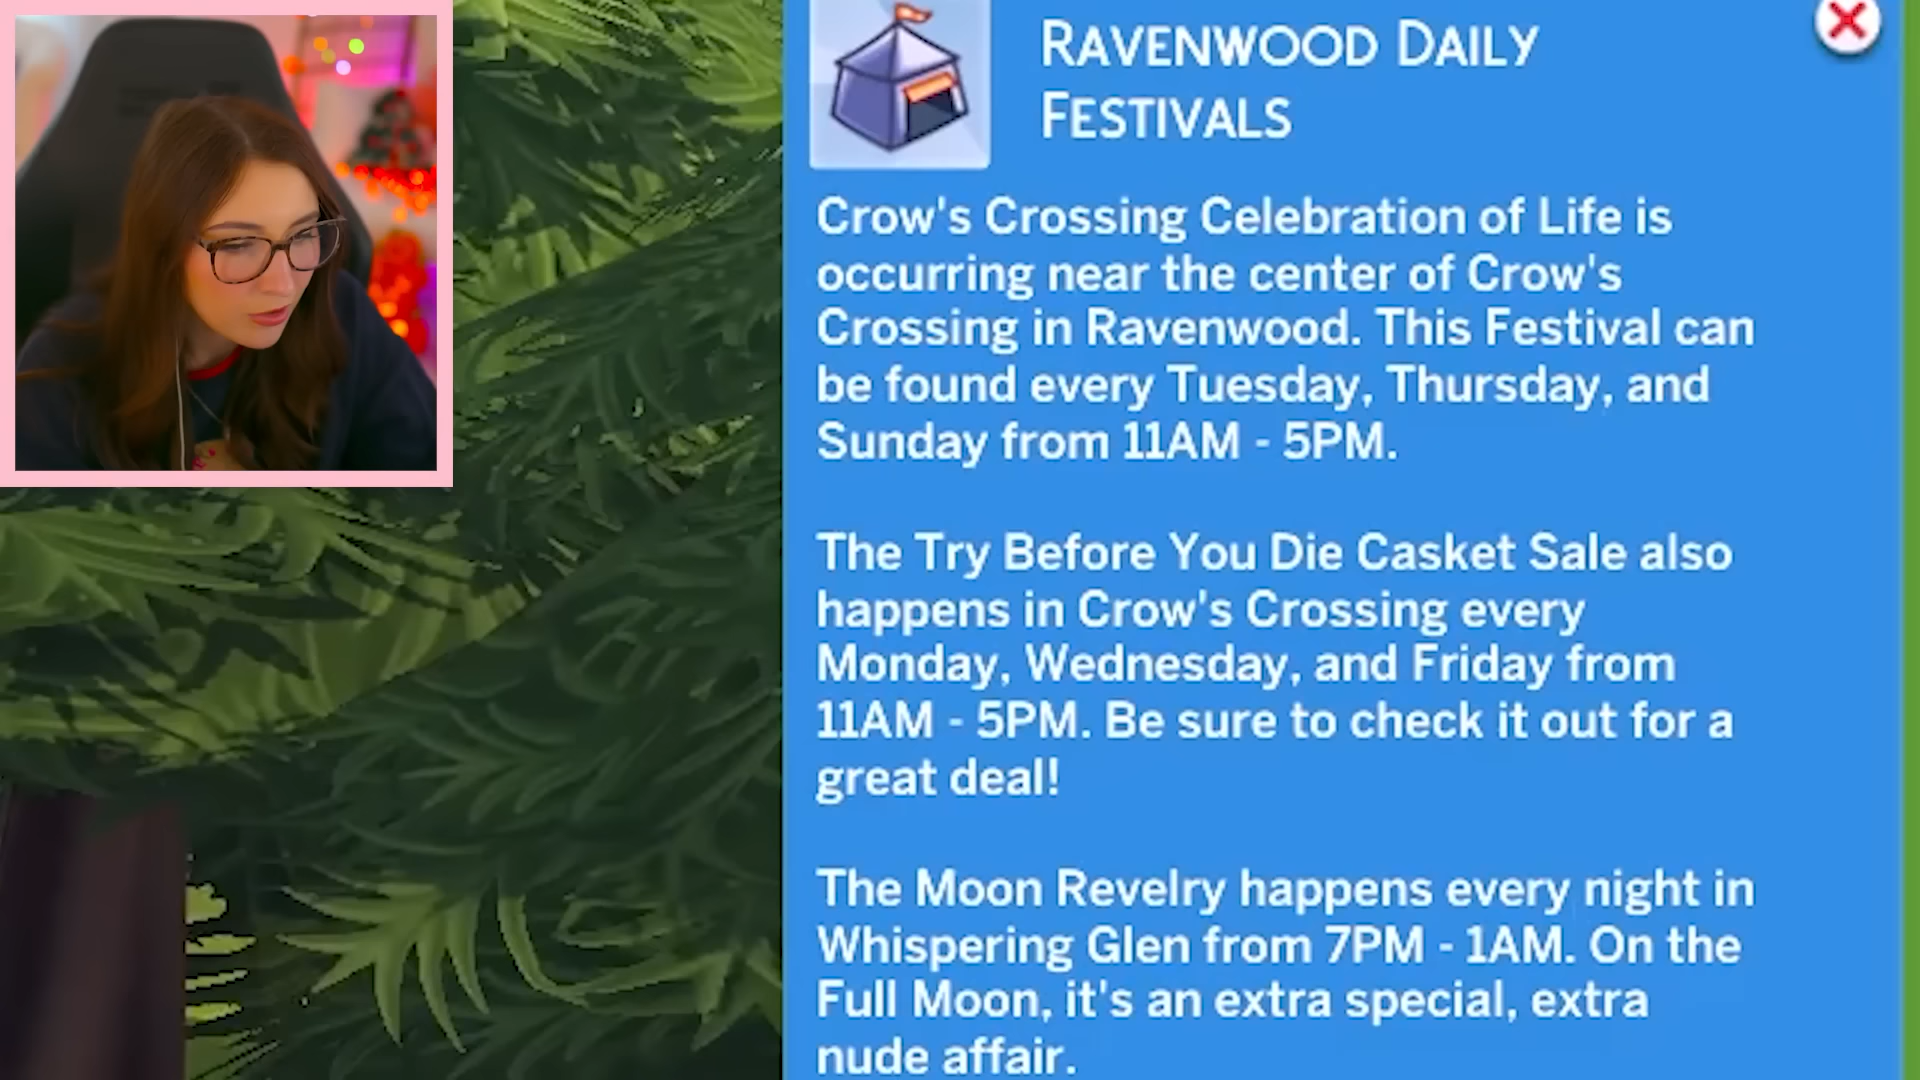 RAVENWOOD DAILY
FESTIVALS
Crow's Crossing Celebration of Life is
occurring near the center of Crow's
Crossing in Ravenwood. This Festival can
be found every Tuesday, Thursday, and
Sunday from 11AM - 5PM.
The Try Before You Die Casket Sale also
happens in Crow's Crossing every
Monday, Wednesday, and Friday from
11AM - 5PM. Be sure to check it out for a
great deal!
The Moon Revelry happens every night in
Whispering Glen from 7PM - 1AM. On the
Full Moon, it's an extra special, extra
nude affair.